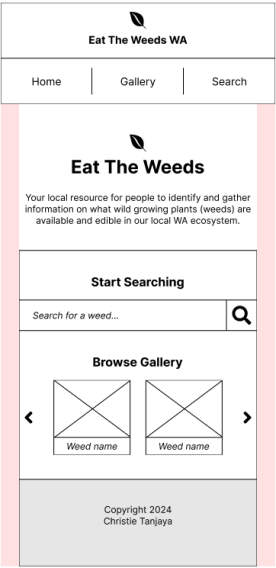 Eat The Weeds WA
Home
Gallery
Search
Eat The Weeds
Your local resource for people to identify and gather
information on what wild growing plants (weeds) are
available and edible in our local WA ecosystem.
Start Searching
Search for a weed...
Browse Gallery
Weed name
Weed name
Copyright 2024
Christie Tanjaya